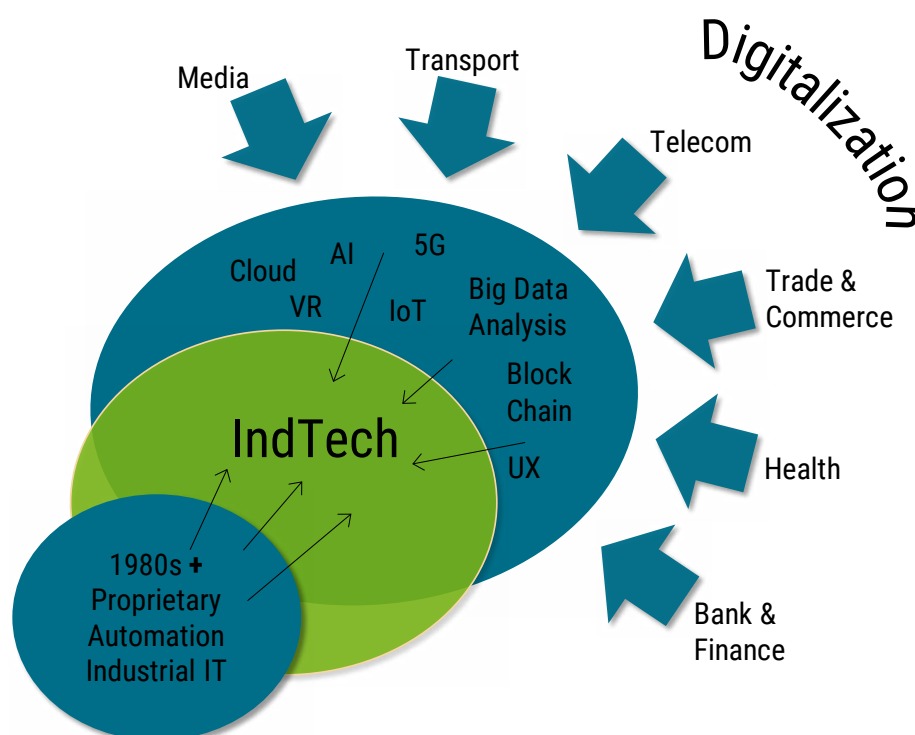 Digitalization
Media
Transport
Telecom
Trade &
Commerce
Health
Bank &
Finance
Cloud
AI
5G
VR
IoT
Big Data
Analysis
Block
Chain
UX
IndTech
1980s +
Proprietary
Automation
Industrial IT